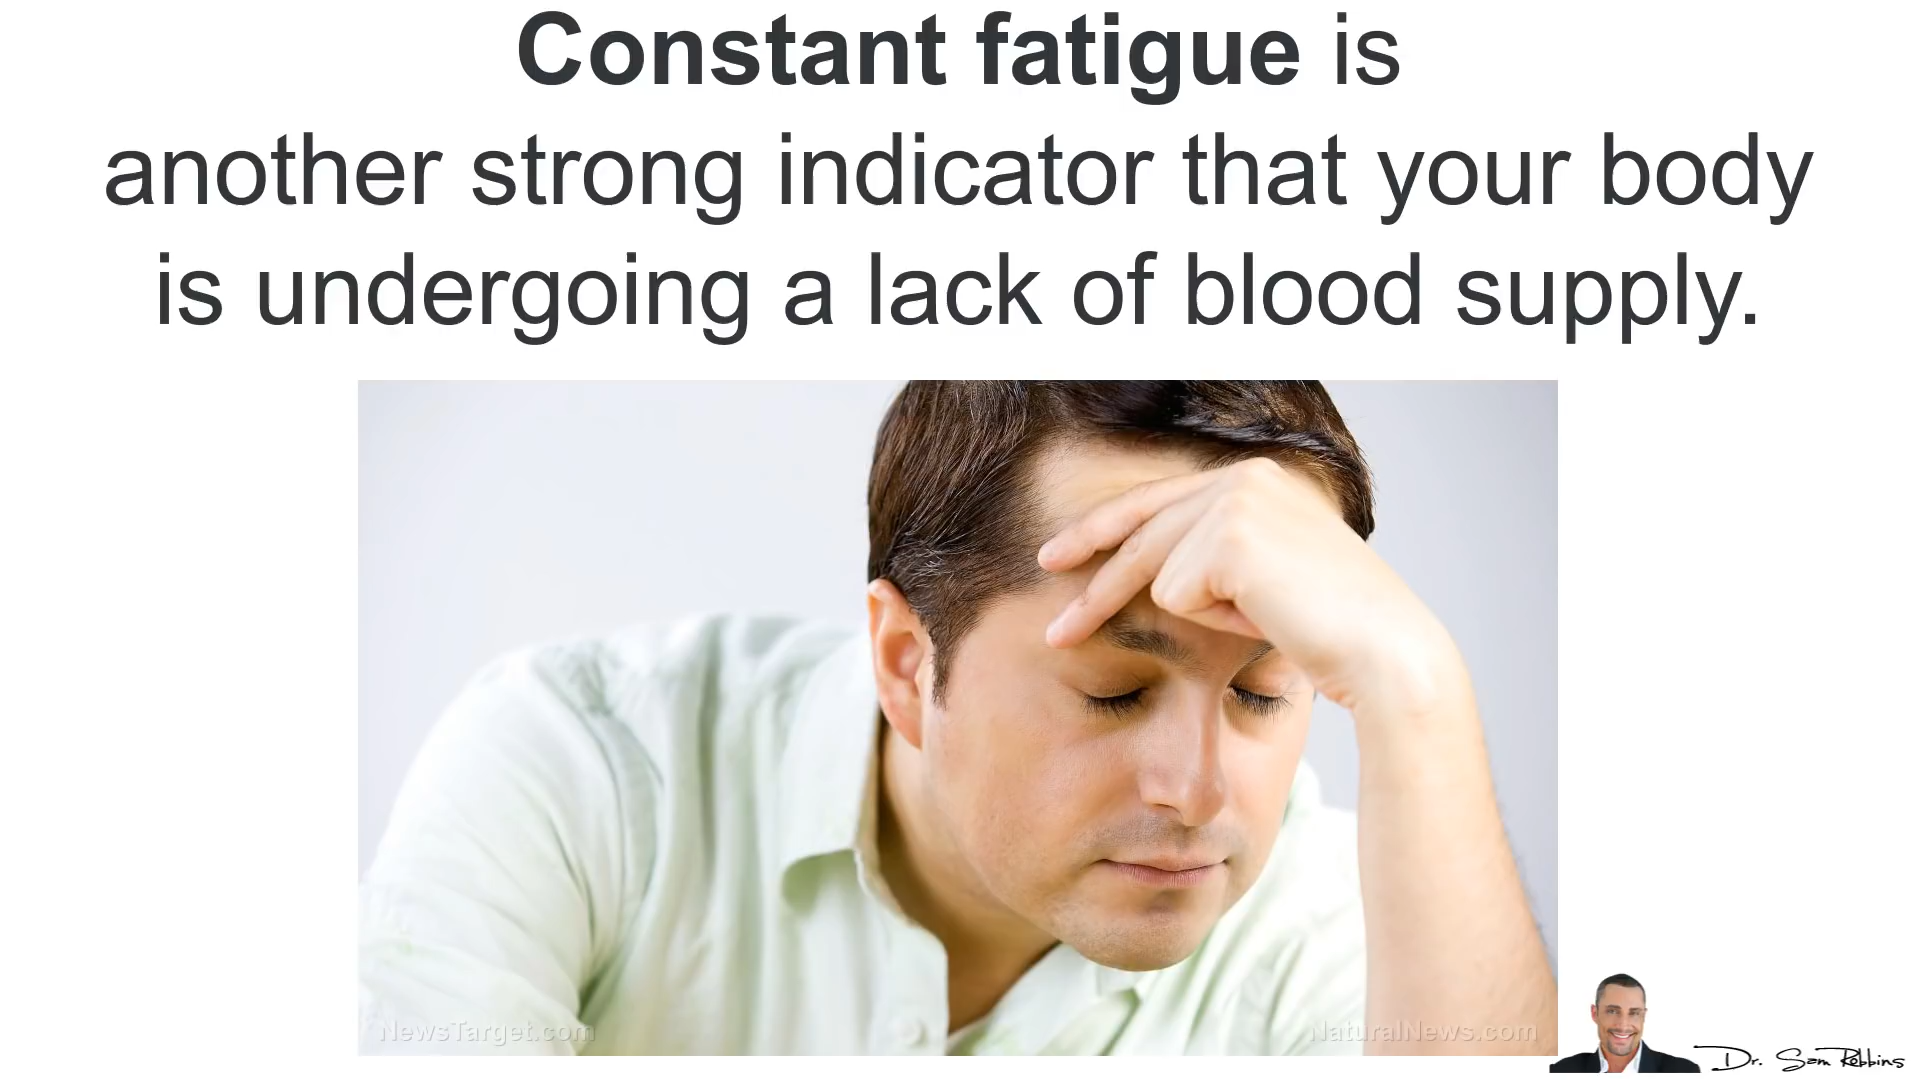 Constant fatigue is
another strong indicator that your body
is undergoing a lack of blood supply.
NewsTarget.com
NaturalNews.com
Dr. Sam Robbins